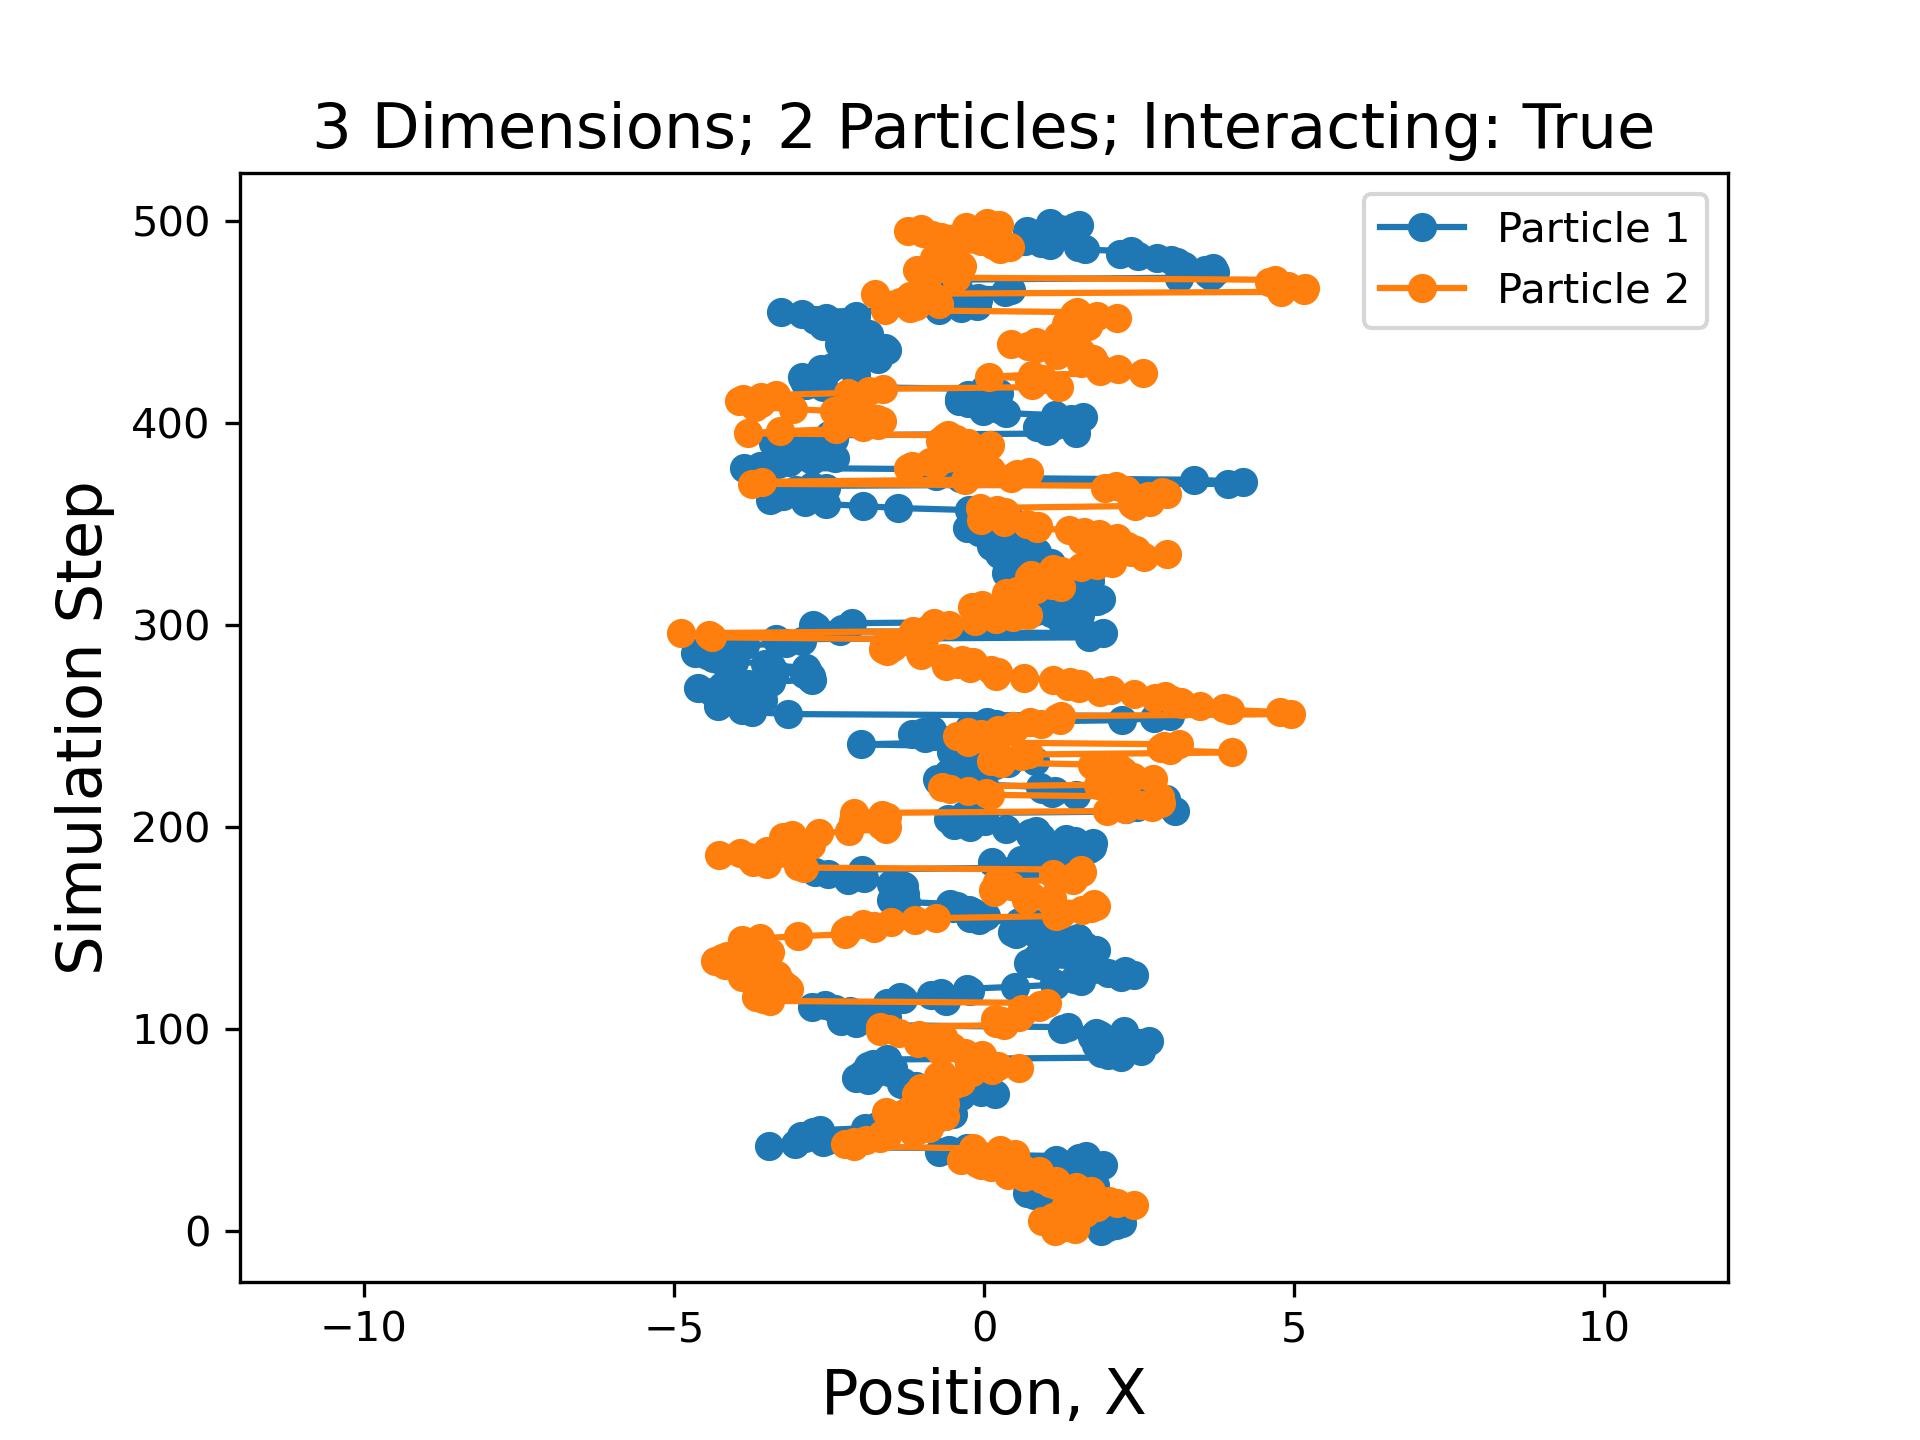 3 Dimensions; 2 Particles; Interacting: True
Particle 1
Particle 2
Simulation Step
500
400
300
200
100
0
−10
−5
0
5
10
Position, X